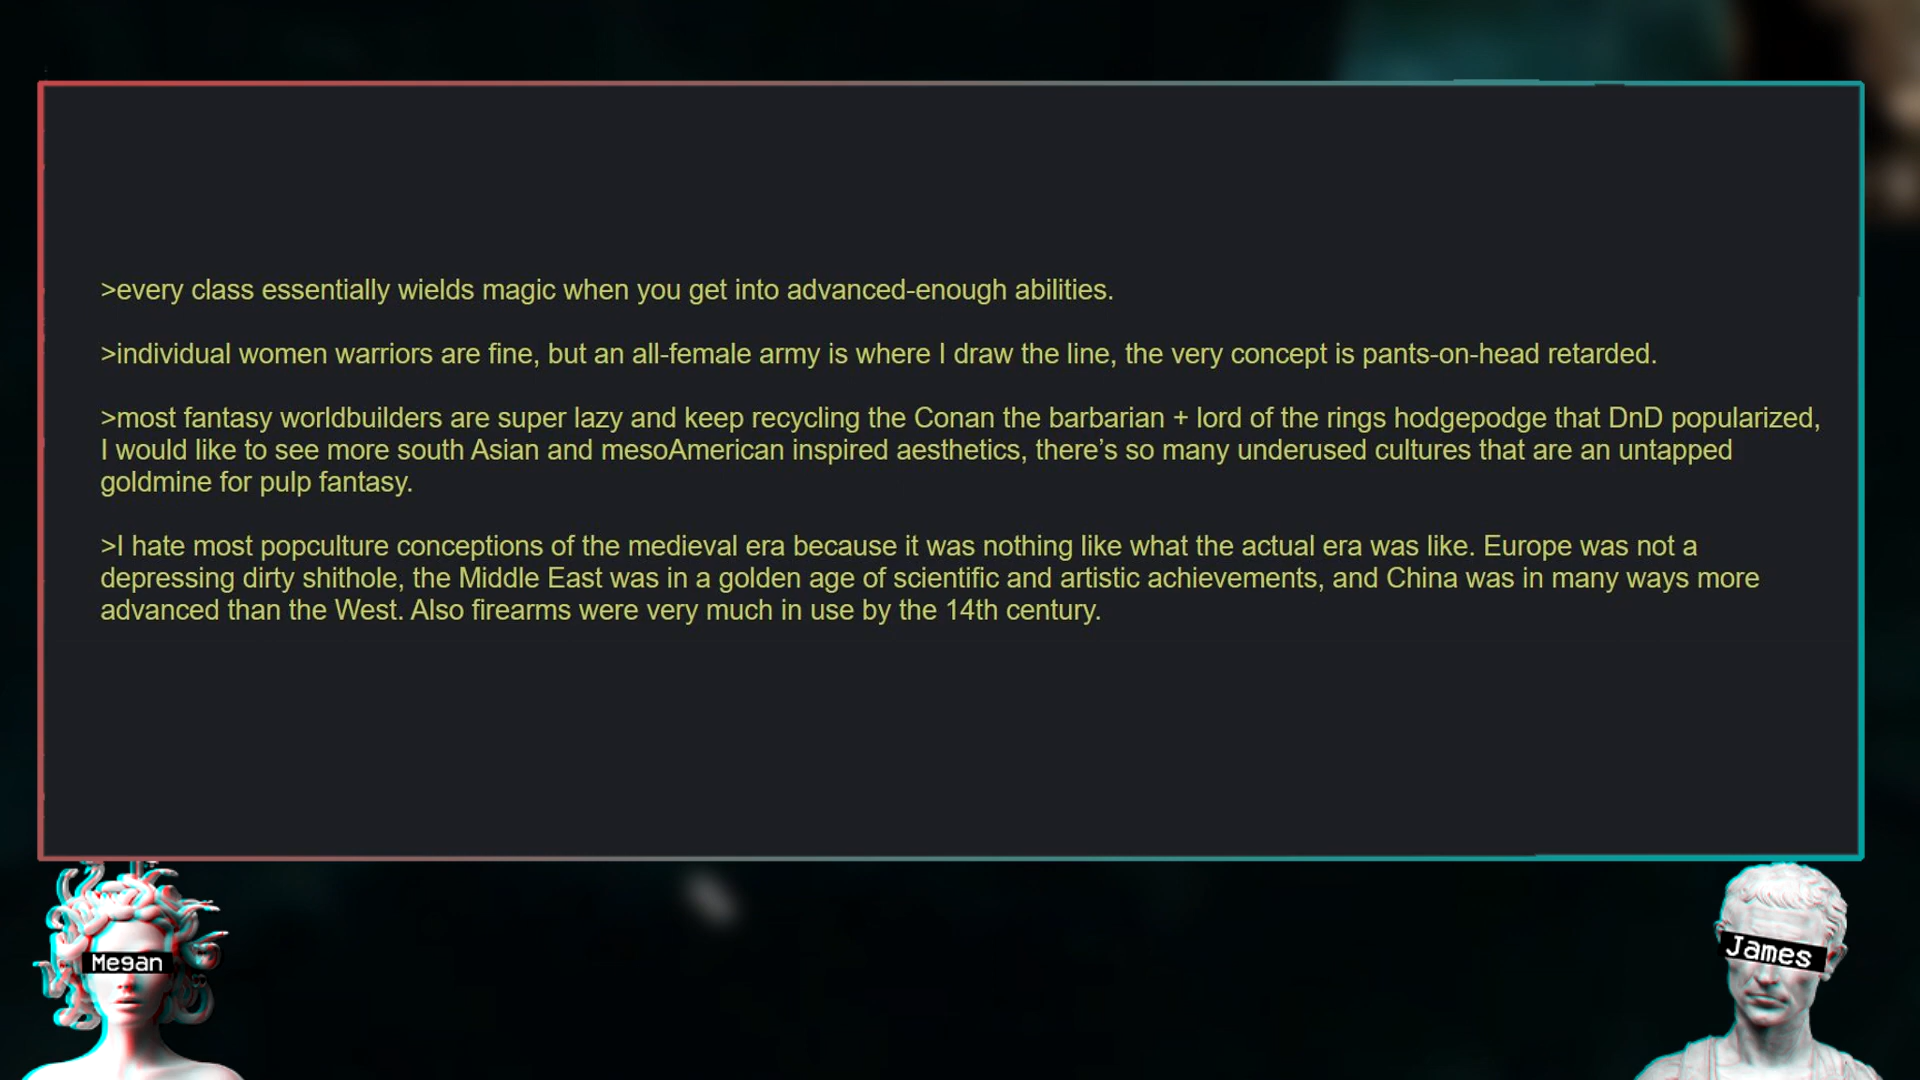 >every class essentially wields magic when you get into advanced-enough abilities.
>individual women warriors are fine, but an all-female army is where I draw the line, the very concept is pants-on-head retarded.
>most fantasy worldbuilders are super lazy and keep recycling the Conan the barbarian + lord of the rings hodgepodge that DnD popularized,
I would like to see more south Asian and mesoAmerican inspired aesthetics, there’s so many underused cultures that are an untapped
goldmine for pulp fantasy.
>I hate most popculture conceptions of the medieval era because it was nothing like what the actual era was like. Europe was not a
depressing dirty shithole, the Middle East was in a golden age of scientific and artistic achievements, and China was in many ways more
advanced than the West. Also firearms were very much in use by the 14th century.
Megan
James